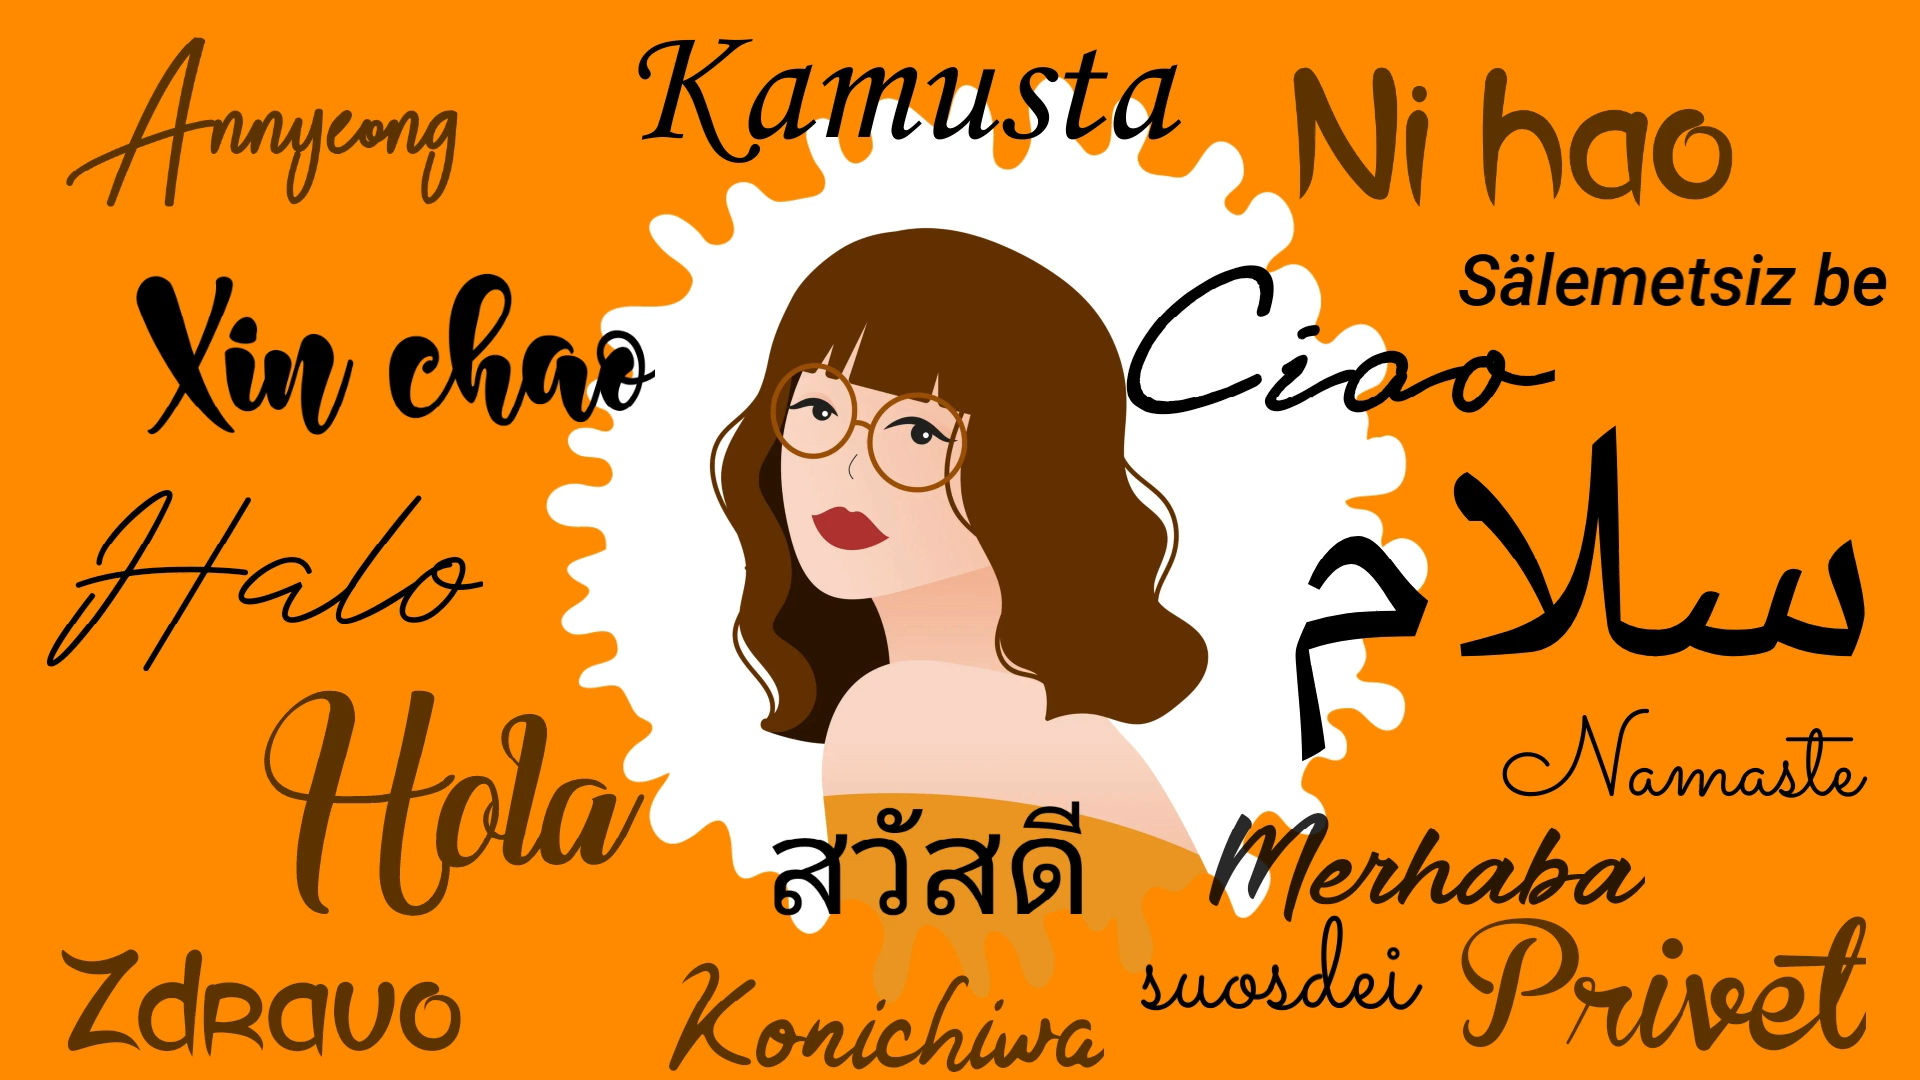 Annyeong
Kamusta
Ni hao
Sälemetsiz be
Xin chao
Ciao
سلام
Halo
Hola
Namaste
สวัสดี
Merhaba
suosdei
Privet
Zdravo
Konichiwa